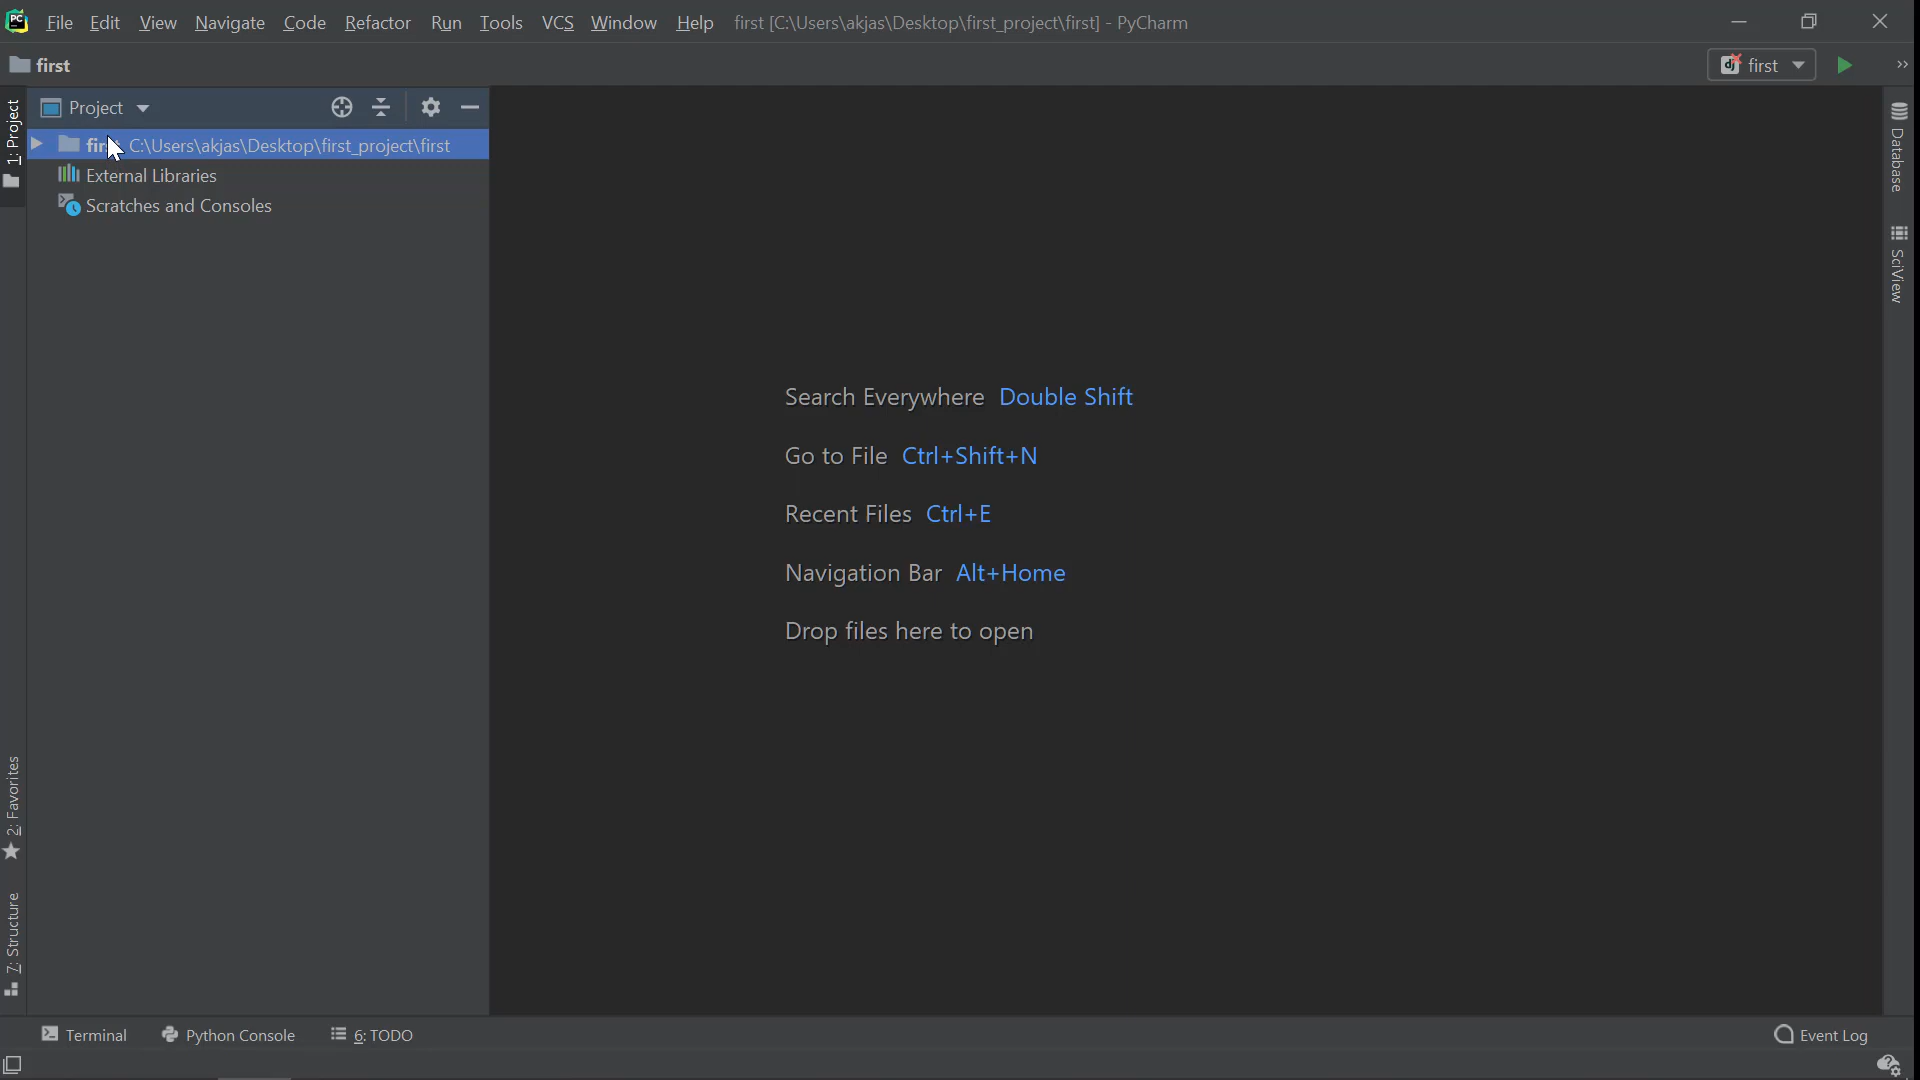 File Edit View Navigate Code Refactor Run Tools VCS Window Help first [C:\Users\akjas\Desktop\first_project\first] - PyCharm
first
first
1: Project
Project
C:\Users\akjas\Desktop\first_project\first
External Libraries
Scratches and Consoles
Database
SciView
Search Everywhere Double Shift
Go to File Ctrl+Shift+N
Recent Files Ctrl+E
Navigation Bar Alt+Home
Drop files here to open
2: Favorites
7: Structure
Terminal Python Console 6: TODO
Event Log